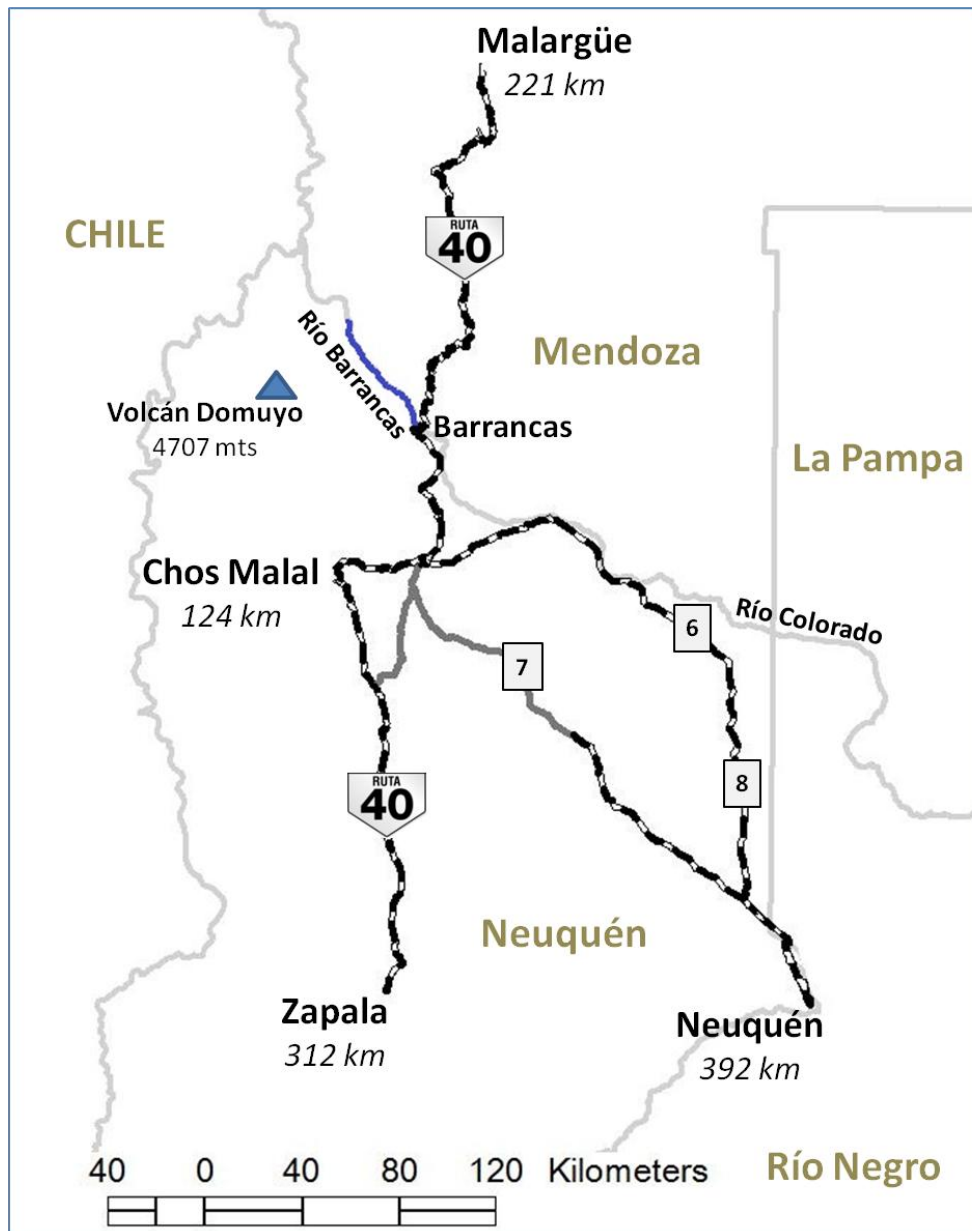 Malargüe
221 km
CHILE
RUTA
40
Río Barrancas
Mendoza
Volcán Domuyo
4707 mts
Barrancas
La Pampa
Chos Malal
124 km
Río Colorado
6
7
RUTA
40
8
Neuquén
Zapala
312 km
Neuquén
392 km
40 0 40 80 120 Kilometers
Río Negro